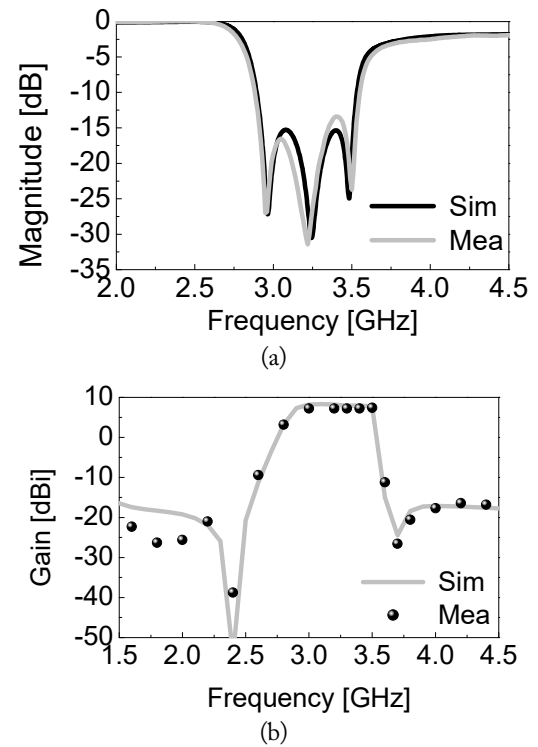 0
-5
-10
-15
-20
-25
-30
-35
Magnitude [dB]
Sim
Mea
2.0 2.5 3.0 3.5 4.0 4.5
Frequency [GHz]
(a)
10
0
-10
-20
-30
-40
-50
Gain [dBi]
Sim
Mea
1.5 2.0 2.5 3.0 3.5 4.0 4.5
Frequency [GHz]
(b)